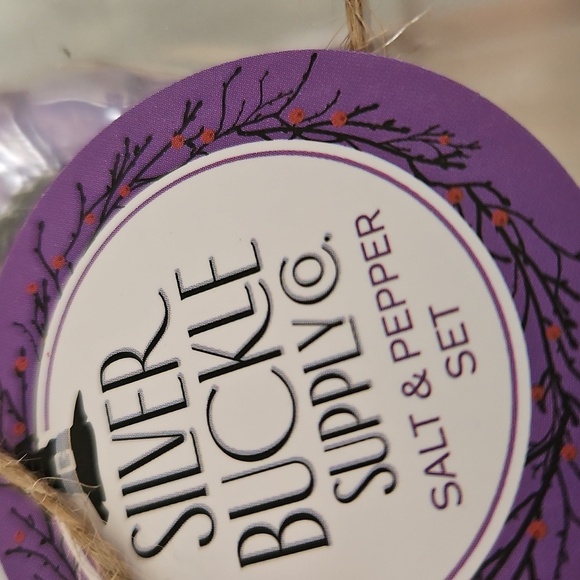 SILVER
BUCKLE
SUPPLY CO.
SALT & PEPPER
SET